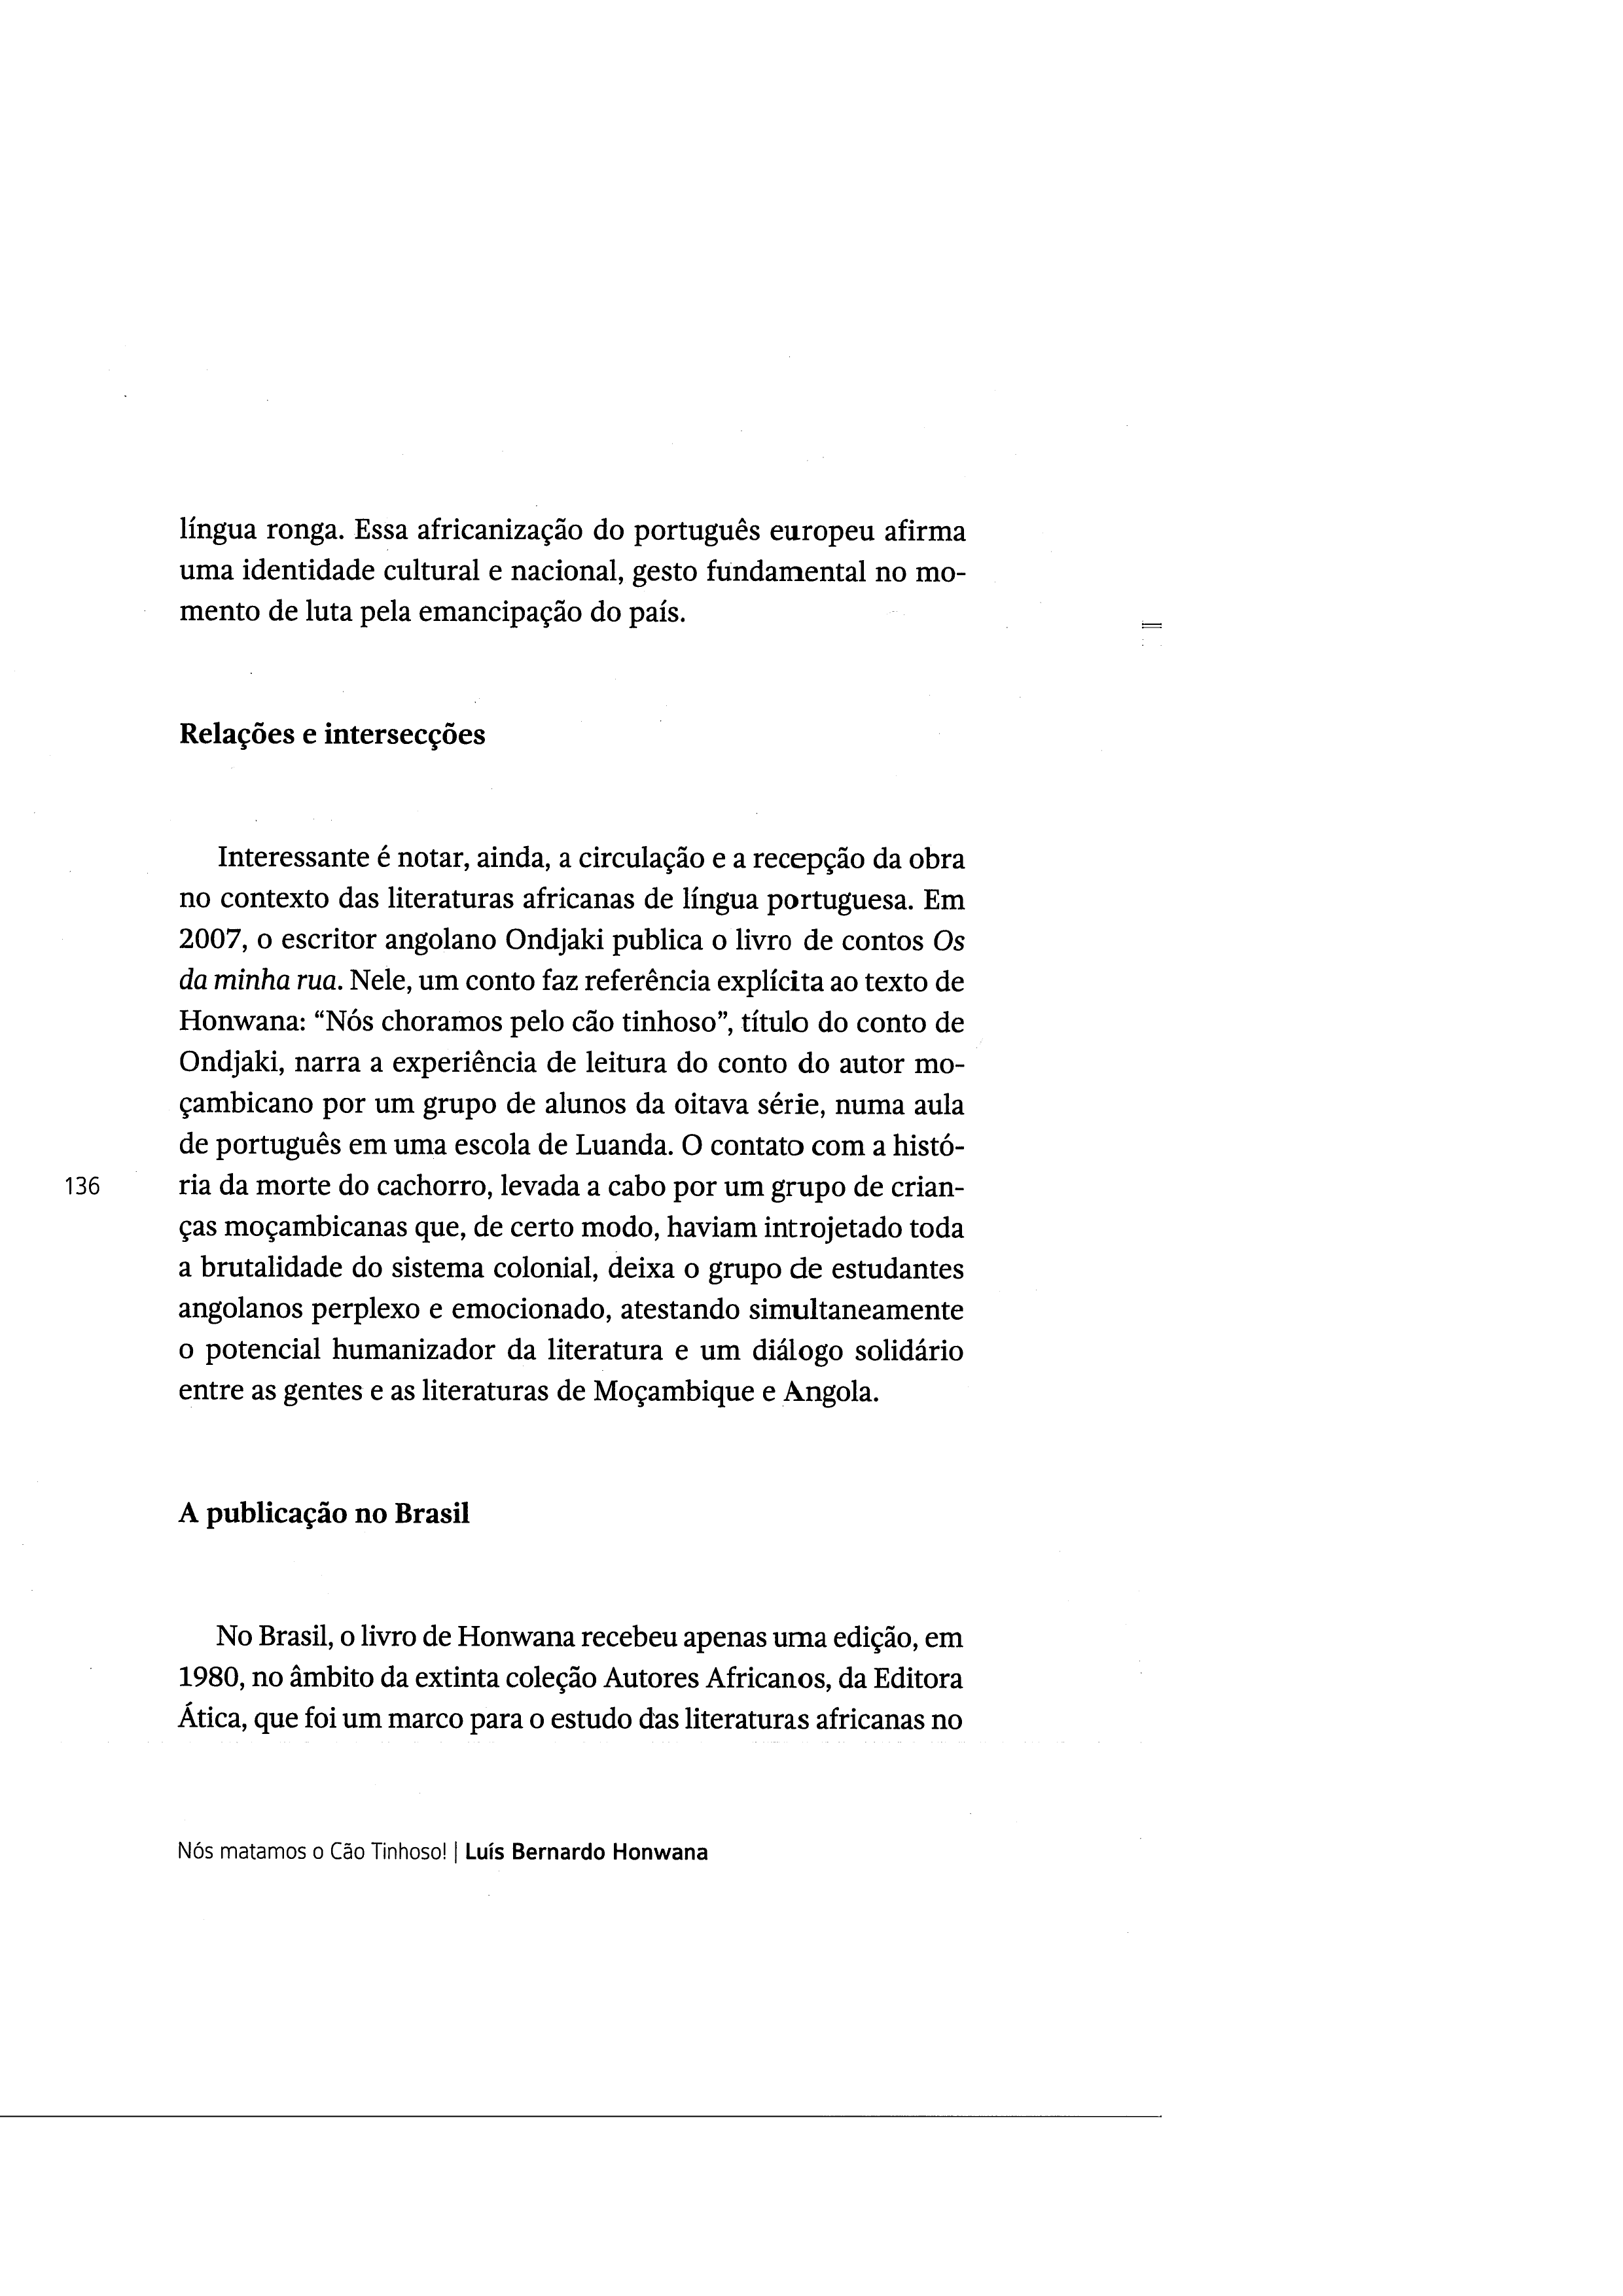 língua ronga. Essa africanização do português europeu afirma
uma identidade cultural e nacional, gesto fundamental no mo-
mento de luta pela emancipação do país.
Relações e intersecções
Interessante é notar, ainda, a circulação e a recepção da obra
no contexto das literaturas africanas de língua portuguesa. Em
2007, o escritor angolano Ondjaki publica o livro de contos Os
da minha rua. Nele, um conto faz referência explícita ao texto de
Honwana: “Nós choramos pelo cão tinhoso”, título do conto de
Ondjaki, narra a experiência de leitura do conto do autor mo-
çambicano por um grupo de alunos da oitava série, numa aula
de português em uma escola de Luanda. O contato com a histó-
ria da morte do cachorro, levada a cabo por um grupo de crian-
ças moçambicanas que, de certo modo, haviam introjetado toda
a brutalidade do sistema colonial, deixa o grupo de estudantes
angolanos perplexo e emocionado, atestando simultaneamente
o potencial humanizador da literatura e um diálogo solidário
entre as gentes e as literaturas de Moçambique e Angola.
136
A publicação no Brasil
No Brasil, o livro de Honwana recebeu apenas uma edição, em
1980, no âmbito da extinta coleção Autores Africanos, da Editora
Ática, que foi um marco para o estudo das literaturas africanas no
Nós matamos o Cão Tinhoso! | Luís Bernardo Honwana